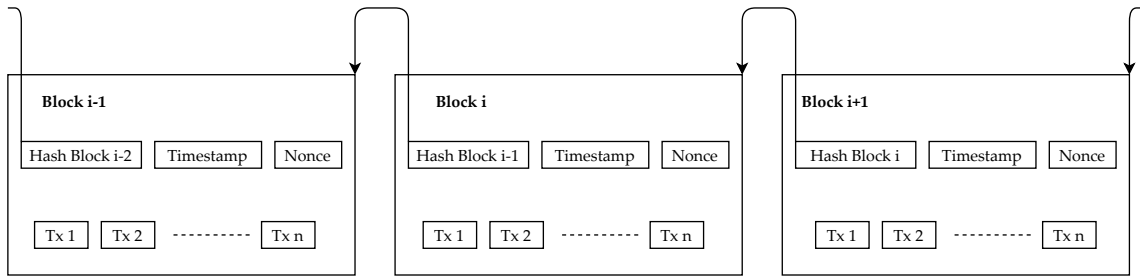 Block i-1
Hash Block i-2 Timestamp Nonce
Tx 1 Tx 2 Tx n
Block i
Hash Block i-1 Timestamp Nonce
Tx 1 Tx 2 Tx n
Block i+1
Hash Block i Timestamp Nonce
Tx 1 Tx 2 Tx n